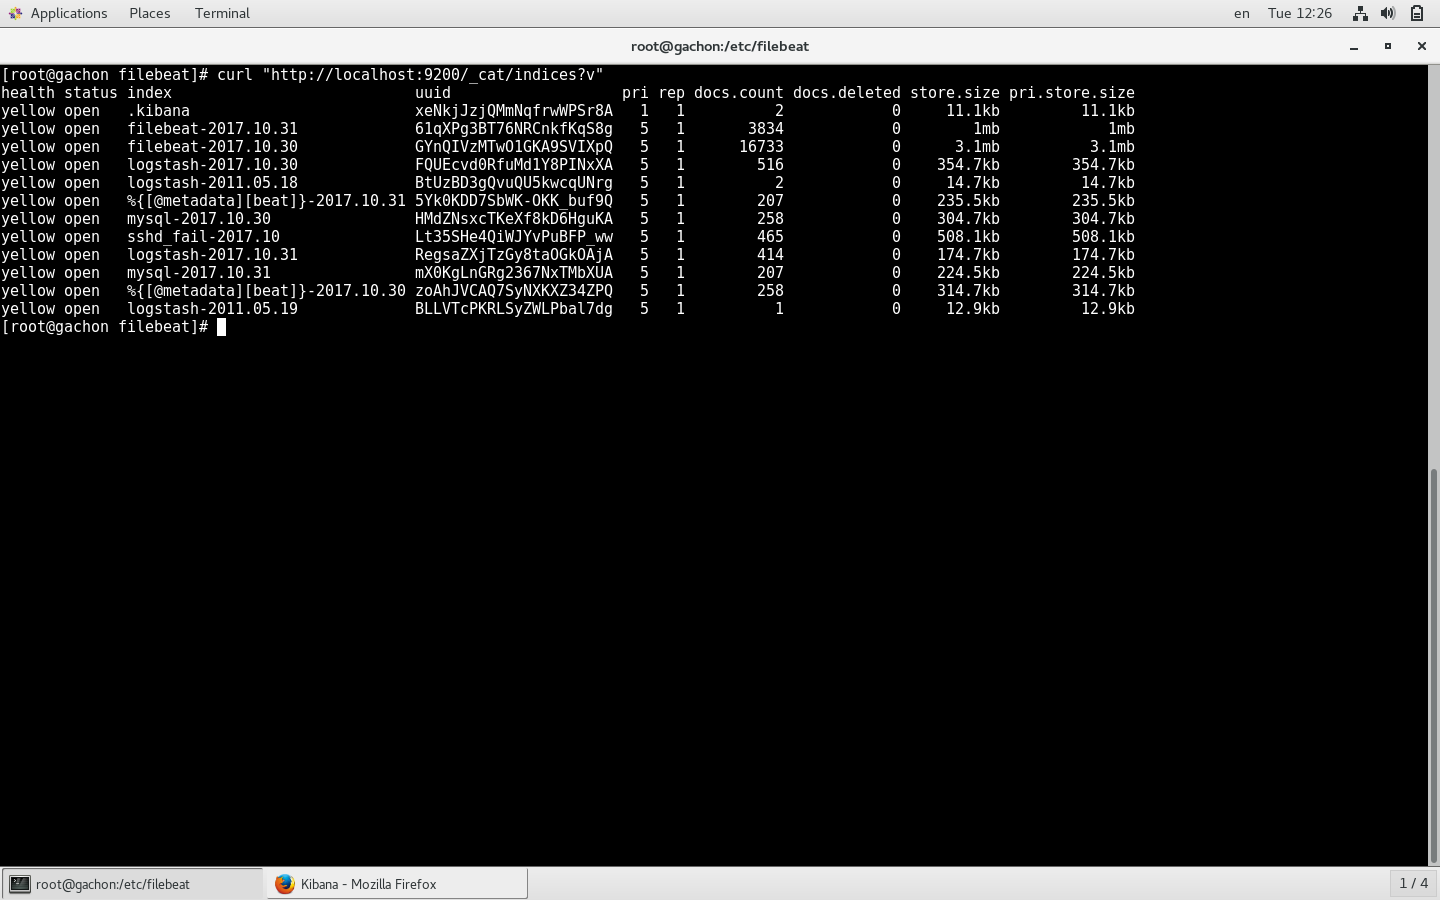 Applications Places Terminal en Tue 12:26
root@gachon:/etc/filebeat
[root@gachon filebeat]# curl "http://localhost:9200/_cat/indices?v"
health status index uuid pri rep docs.count docs.deleted store.size pri.store.size
yellow open .kibana xeNkjJzjQMmNqfrwWPSr8A 1 1 2 0 11.1kb 11.1kb
yellow open filebeat-2017.10.31 61qXPg3BT76NRCnkfKqS8g 5 1 3834 0 1mb 1mb
yellow open filebeat-2017.10.30 GYnQIVzMTwO1GKA9SVIXpQ 5 1 16733 0 3.1mb 3.1mb
yellow open logstash-2017.10.30 FQUEcvd0RfuMd1Y8PINxXA 5 1 516 0 354.7kb 354.7kb
yellow open logstash-2011.05.18 BtUzBD3gQvuQU5kwcqUNrg 5 1 2 0 14.7kb 14.7kb
yellow open %{[@metadata][beat]}-2017.10.31 5Yk0KDD7SbWK-OKK_buf9Q 5 1 207 0 235.5kb 235.5kb
yellow open mysql-2017.10.30 HMdZNsxcTKeXf8kD6HguKA 5 1 258 0 304.7kb 304.7kb
yellow open sshd_fail-2017.10 Lt35SHe4QiWJYvPuBFP_ww 5 1 465 0 508.1kb 508.1kb
yellow open logstash-2017.10.31 RegsaZXjTzGy8taOGkOAjA 5 1 414 0 174.7kb 174.7kb
yellow open mysql-2017.10.31 mX0KgLnGRg2367NxTMbXUA 5 1 207 0 224.5kb 224.5kb
yellow open %{[@metadata][beat]}-2017.10.30 zoAhJVCAQ7SyNXKXZ34ZPQ 5 1 258 0 314.7kb 314.7kb
yellow open logstash-2011.05.19 BLLVTcPKRLSyZWLPbal7dg 5 1 1 0 12.9kb 12.9kb
[root@gachon filebeat]#
root@gachon:/etc/filebeat Kibana - Mozilla Firefox 1 / 4